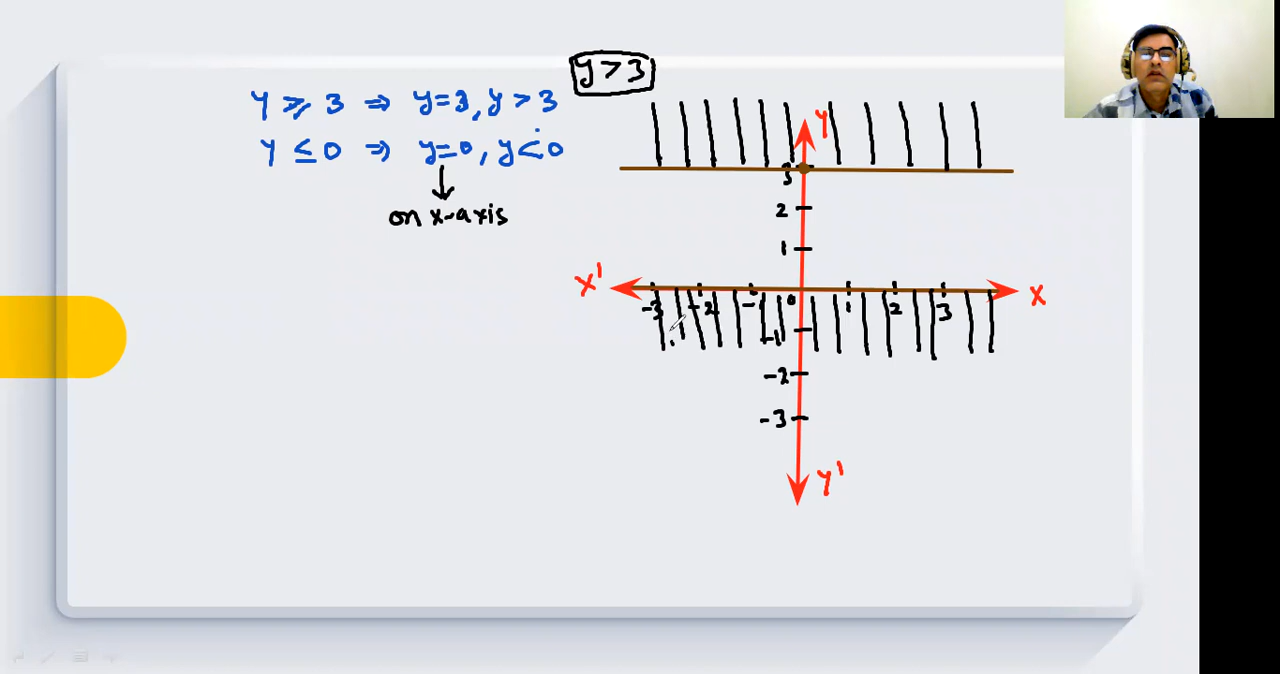 y > 3
y ≥ 3 ⇒ y=3, y > 3
y ≤ 0 ⇒ y=0, y < 0
on x-axis
Y
3
2
1
X' X
-3 -2 -1 0 1 2 3
-1
-2
-3
Y'